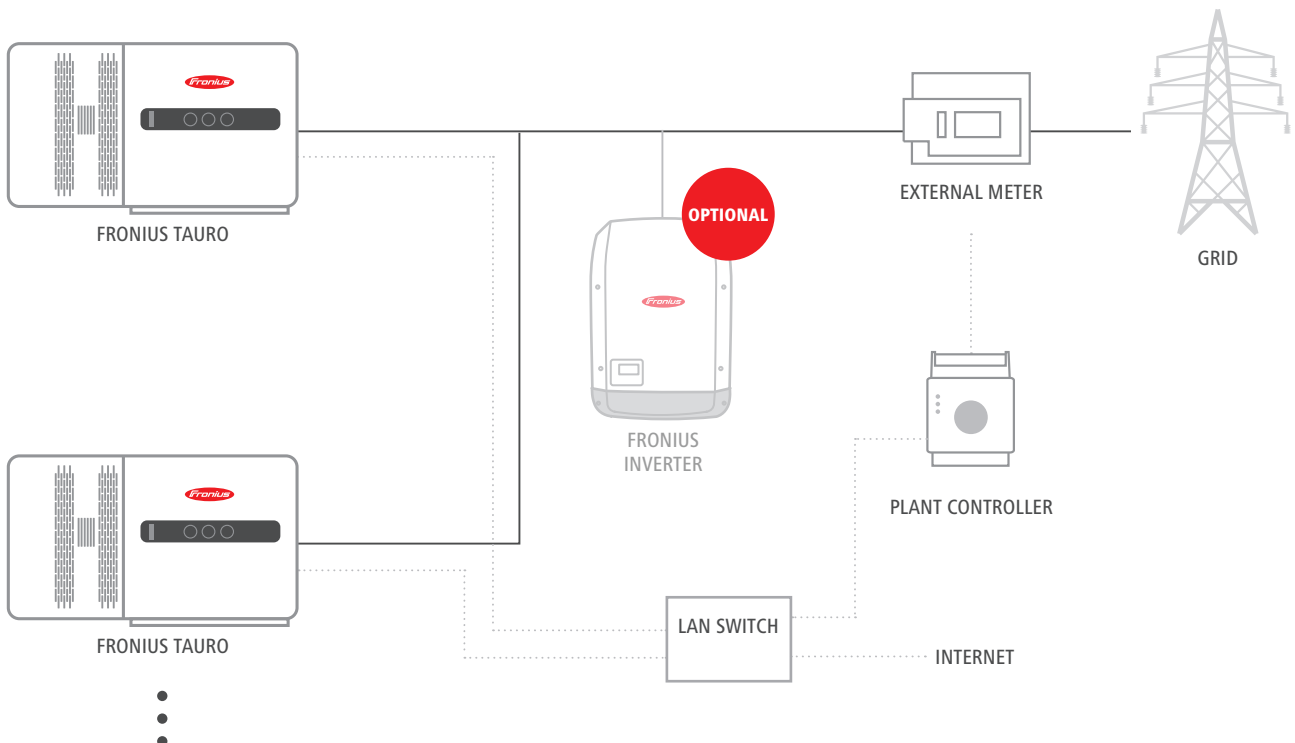 Fronius
FRONIUS TAURO
OPTIONAL
EXTERNAL METER
GRID
Fronius
FRONIUS
INVERTER
PLANT CONTROLLER
Fronius
FRONIUS TAURO
LAN SWITCH
INTERNET